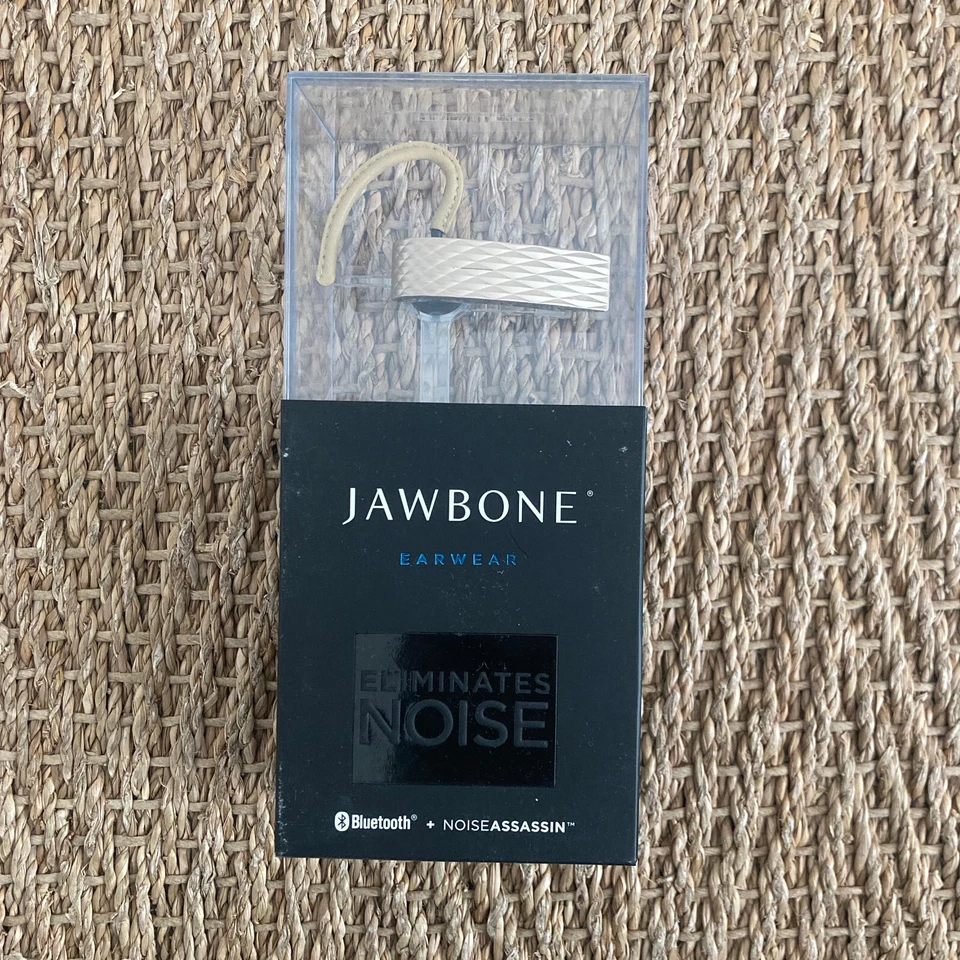 JAWBONE®
EARWEAR
ELIMINATES
NOISE
Bluetooth® + NOISEASSASSIN™